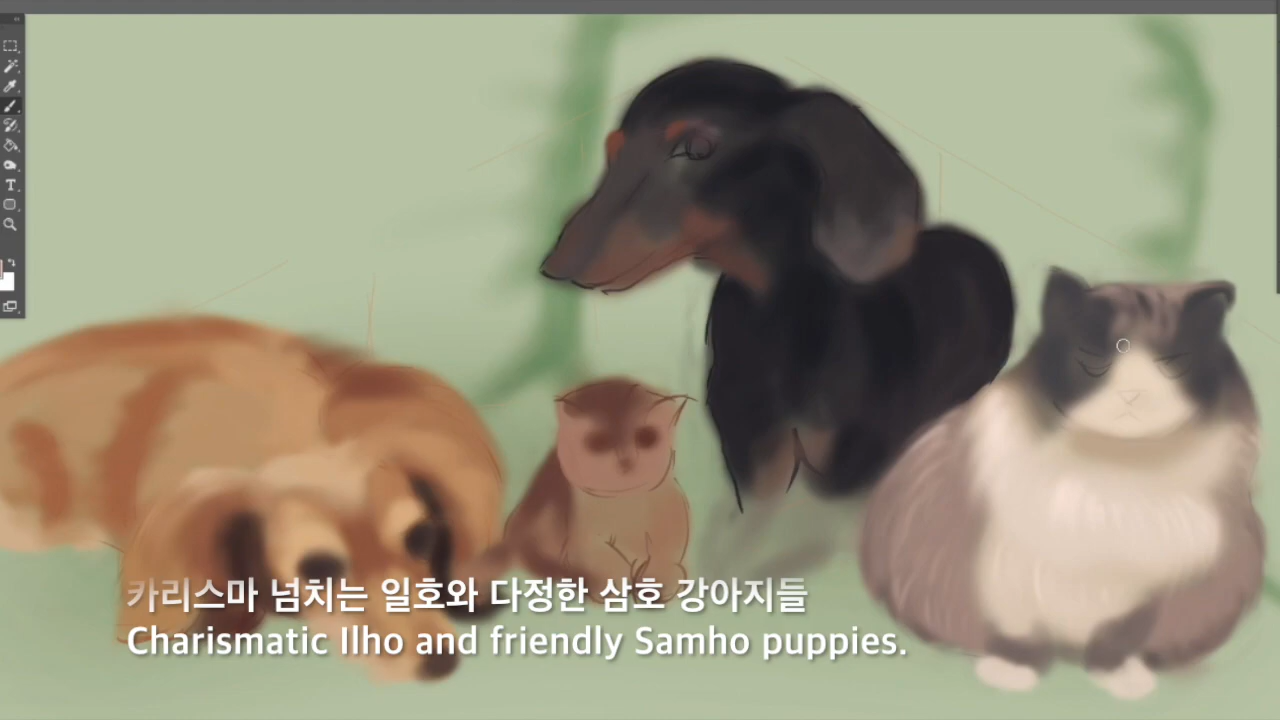 카리스마 넘치는 일호와 다정한 삼호 강아지들
Charismatic Ilho and friendly Samho puppies.